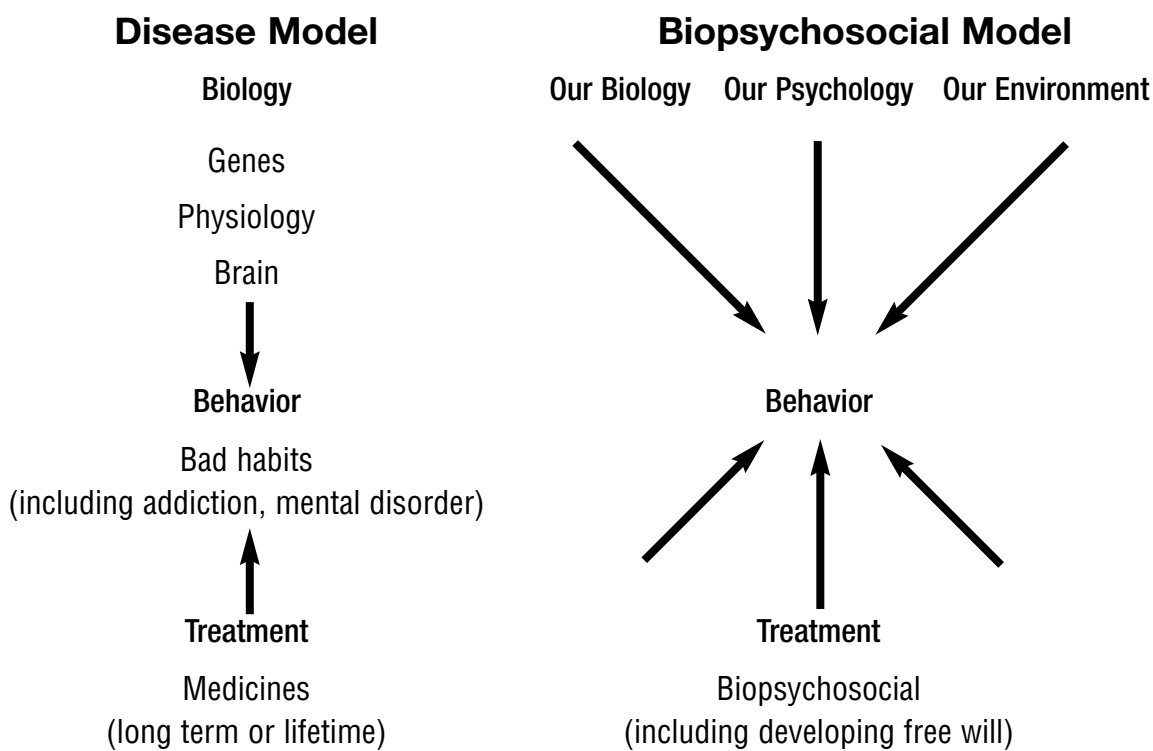 Disease Model
Biology
Genes
Physiology
Brain
Behavior
Bad habits
(including addiction, mental disorder)
Treatment
Medicines
(long term or lifetime)
Biopsychosocial Model
Our Biology Our Psychology Our Environment
Behavior
Treatment
Biopsychosocial
(including developing free will)